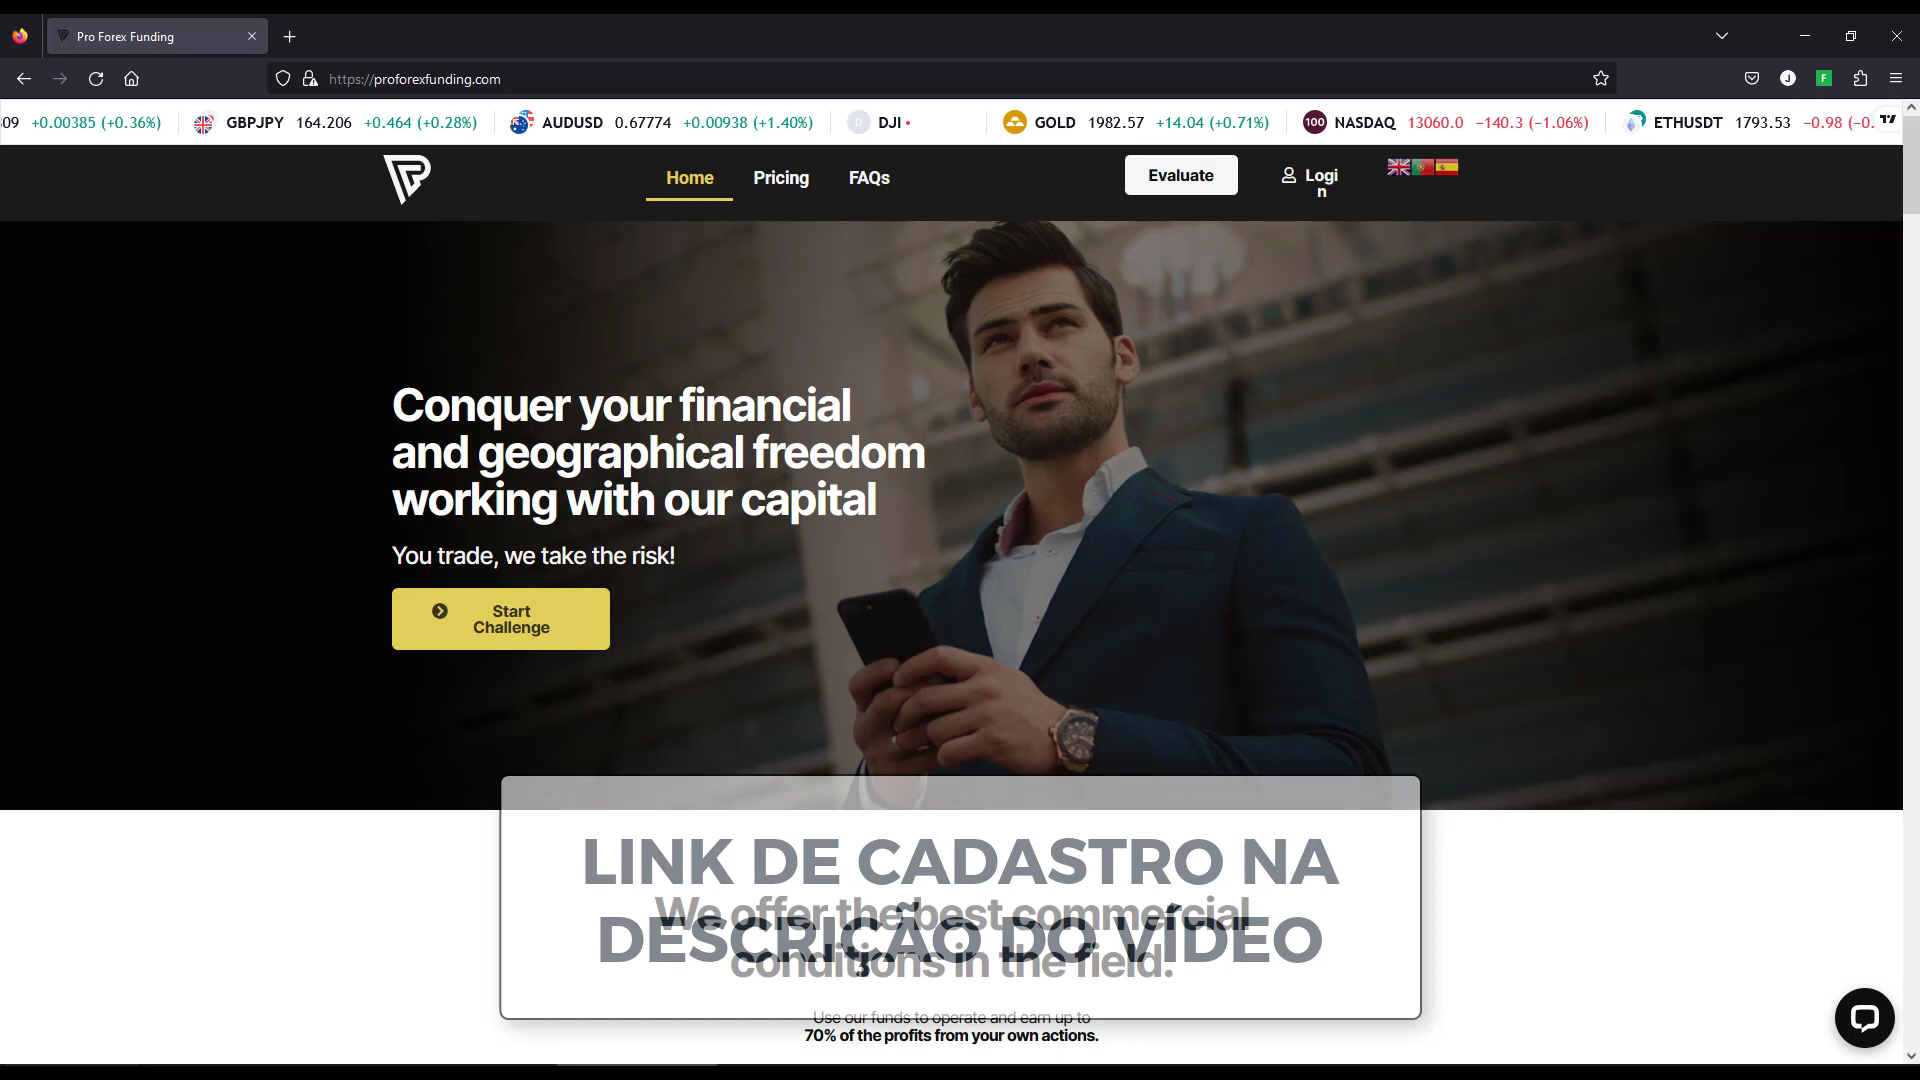 Pro Forex Funding
https://proforexfunding.com
809 +0.00385 (+0.36%) GBPJPY 164.206 +0.464 (+0.28%) AUDUSD 0.67774 +0.00938 (+1.40%) D DJI GOLD 1982.57 +14.04 (+0.71%) 100 NASDAQ 13060.0 −140.3 (−1.06%) ETHUSDT 1793.53 −0.98 (−0.
Home Pricing FAQs Evaluate Logi
n
Conquer your financial
and geographical freedom
working with our capital
You trade, we take the risk!
Start
Challenge
LINK DE CADASTRO NA
DESCRIÇÃO DO VÍDEO
We offer the best commercial
conditions in the field.
Use our funds to operate and earn up to
70% of the profits from your own actions.